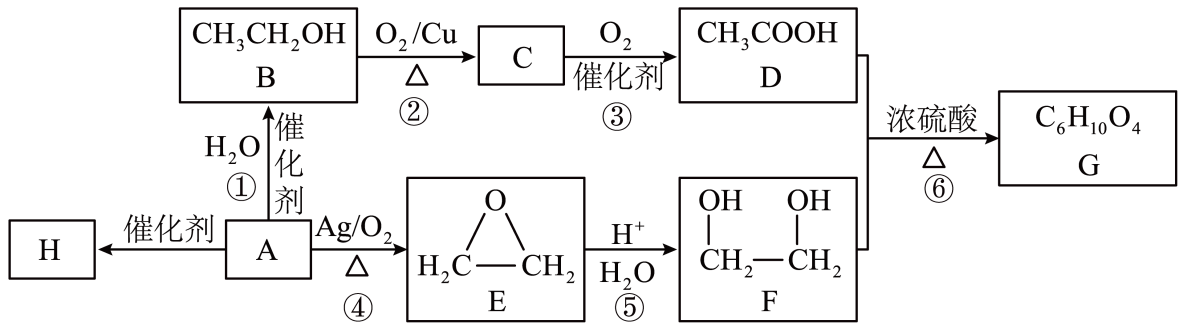 CH₃CH₂OH
B
O₂/Cu
△
②
C
O₂
催化剂
③
CH₃COOH
D
浓硫酸
△
⑥
C₆H₁₀O₄
G
H₂O
①
催化剂
H
催化剂
A
Ag/O₂
△
④
O
H₂C—CH₂
E
H⁺
H₂O
⑤
OH OH
CH₂—CH₂
F